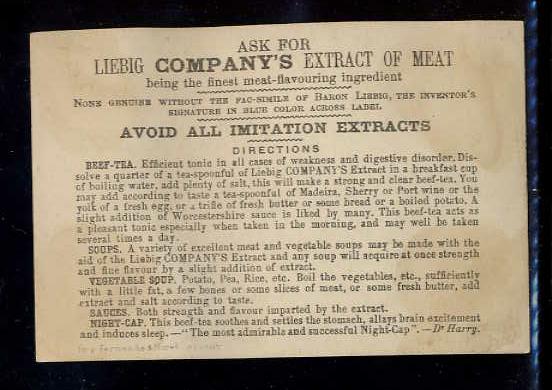 ASK FOR
LIEBIG COMPANY'S EXTRACT OF MEAT
being the finest meat-flavouring ingredient
NONE GENUINE WITHOUT THE FAC-SIMILE OF BARON LIEBIG, THE INVENTOR'S
SIGNATURE IN BLUE COLOR ACROSS LABEL
AVOID ALL IMITATION EXTRACTS
DIRECTIONS
BEEF-TEA. Efficient tonic in all cases of weakness and digestive disorder. Dis-
solve a quarter of a tea-spoonful of Liebig COMPANY'S Extract in a breakfast cup
of boiling water, add plenty of salt, this will make a strong and clear beef-tea. You
may add according to taste a tea-spoonful of Madeira, Sherry or Port wine or the
yolk of a fresh egg, or a trifle of fresh butter or some bread or a boiled potato. A
slight addition of Worcestershire sauce is liked by many. This beef-tea acts as
a pleasant tonic especially when taken in the morning, and may well be taken
several times a day.
SOUPS. A variety of excellent meat and vegetable soups may be made with the
aid of the Liebig COMPANY'S Extract and any soup will acquire at once strength
and fine flavour by a slight addition of extract.
VEGETABLE SOUP. Potato, Pea, Rice, etc. Boil the vegetables, etc., sufficiently
with a little fat, a few bones or some slices of meat, or some fresh butter, add
extract and salt according to taste.
SAUCES. Both strength and flavour imparted by the extract.
NIGHT-CAP. This beef-tea soothes and settles the stomach, allays brain excitement
and induces sleep. — "The most admirable and successful Night-Cap". — Dr Harry.